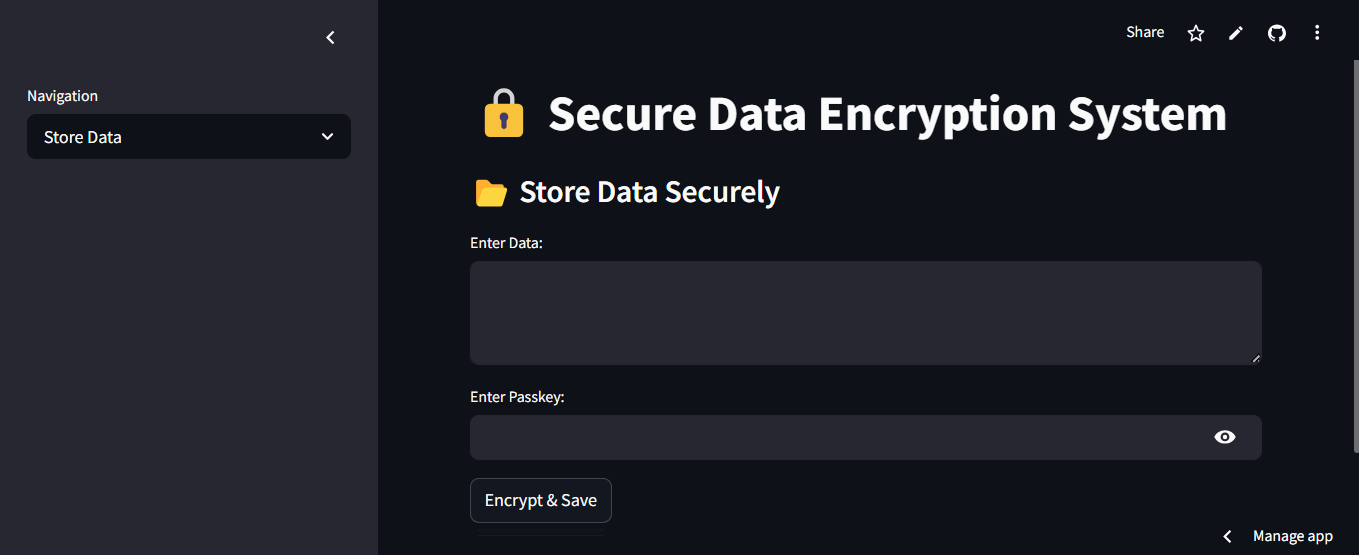 Navigation
Store Data
Share
Secure Data Encryption System
Store Data Securely
Enter Data:
Enter Passkey:
Encrypt & Save
Manage app